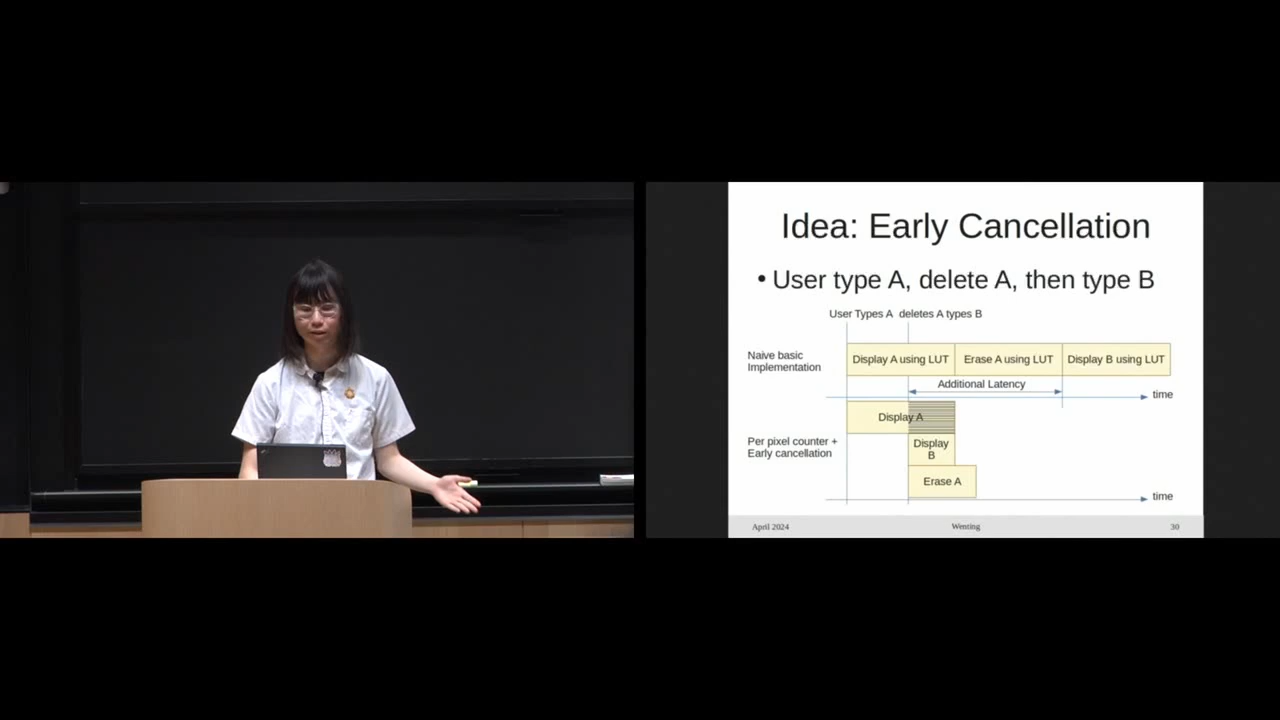 Idea: Early Cancellation
• User type A, delete A, then type B
User Types A deletes A types B
Naive basic
Implementation
Display A using LUT
Erase A using LUT
Display B using LUT
Additional Latency
time
Display A
Per pixel counter +
Early cancellation
Display
B
Erase A
time
April 2024
Wenting
30